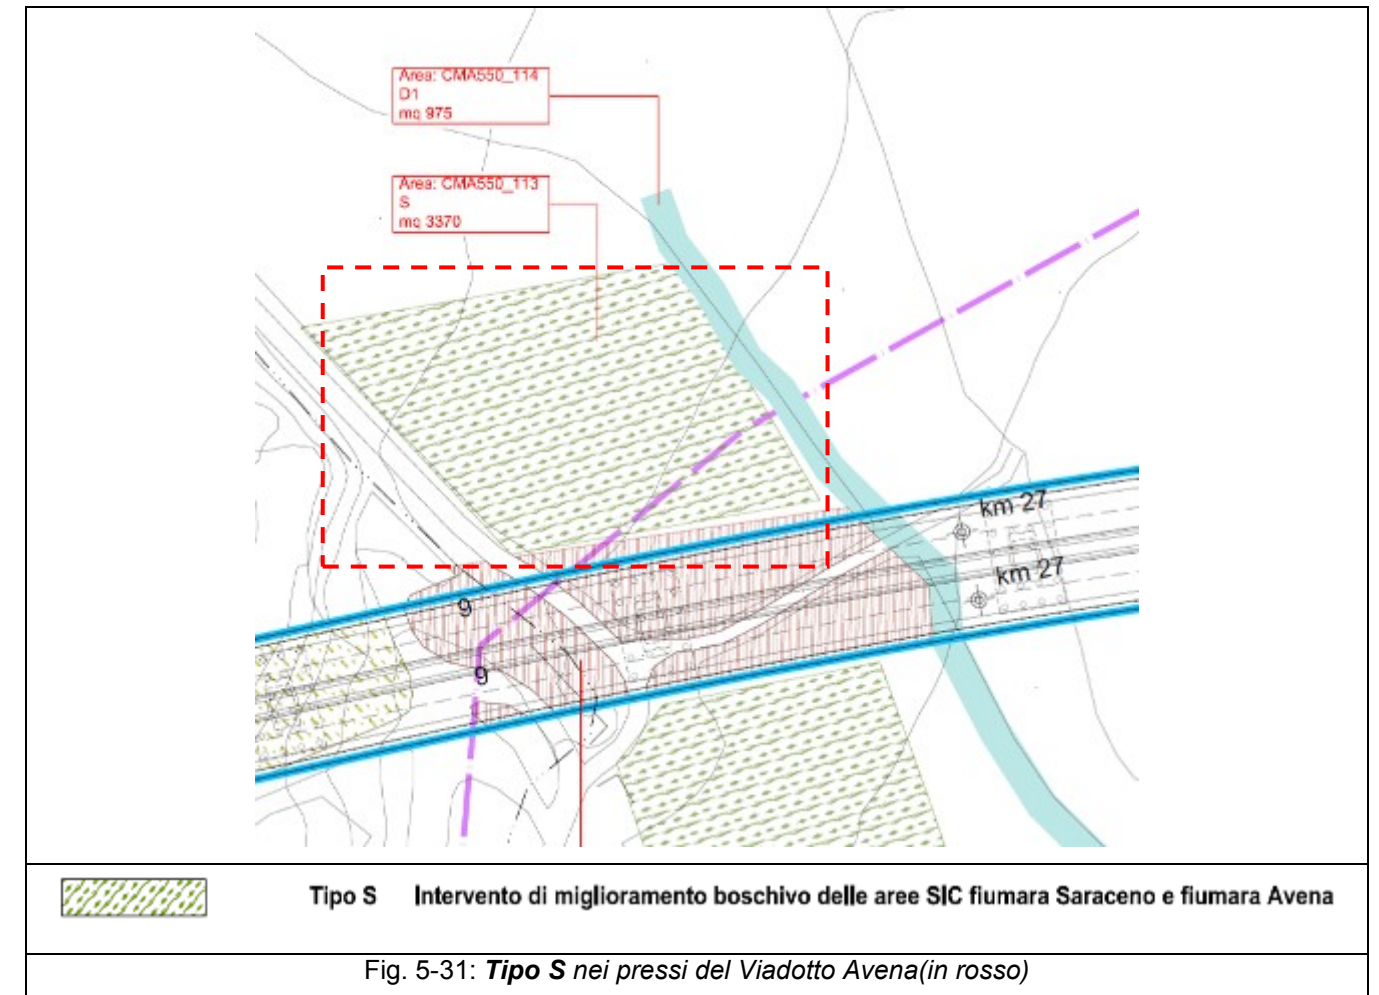 Area: CMA550_114
D1
mq 975
Area: CMA550_113
S
mq 3370
km 27
km 27
9
9
Tipo S Intervento di miglioramento boschivo delle aree SIC fiumara Saraceno e fiumara Avena
Fig. 5-31: Tipo S nei pressi del Viadotto Avena(in rosso)